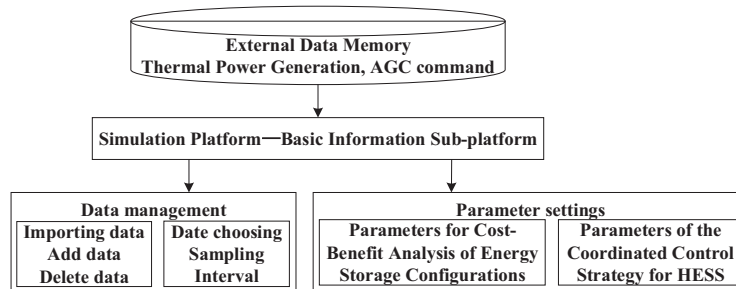 External Data Memory
Thermal Power Generation, AGC command
Simulation Platform—Basic Information Sub-platform
Data management
Importing data
Add data
Delete data
Date choosing
Sampling
Interval
Parameter settings
Parameters for Cost-
Benefit Analysis of Energy
Storage Configurations
Parameters of the
Coordinated Control
Strategy for HESS